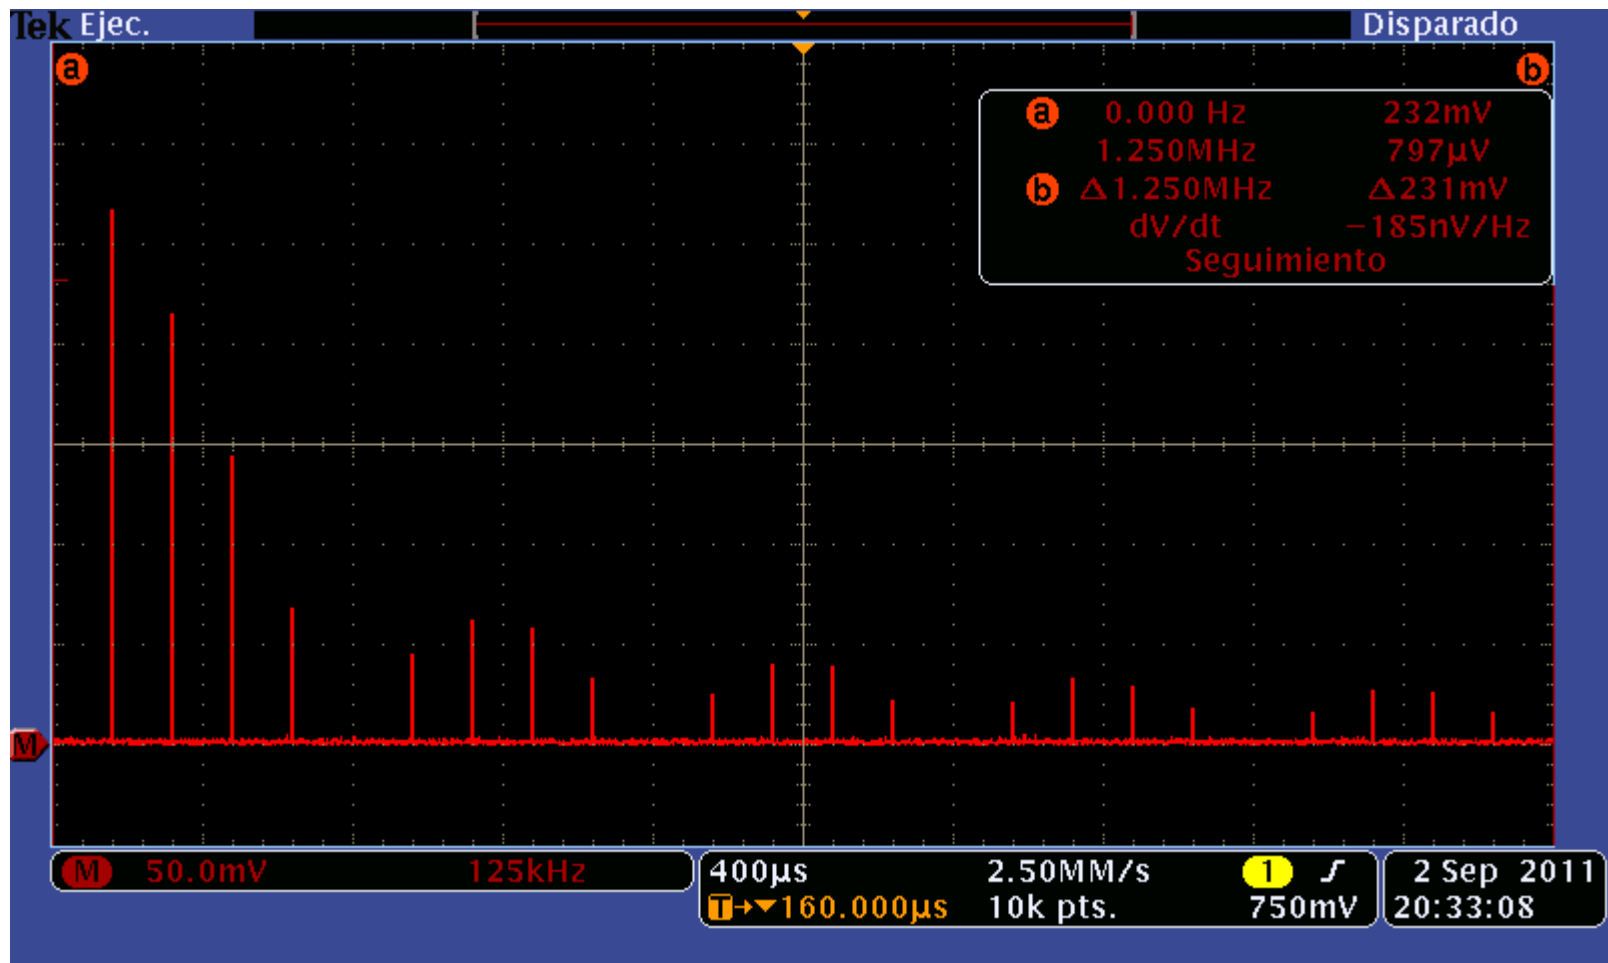 Tek Ejec. Disparado
a b
a 0.000 Hz 232mV
1.250MHz 797µV
b Δ1.250MHz Δ231mV
dV/dt −185nV/Hz
Seguimiento
M
M 50.0mV 125kHz
400µs 2.50MM/s 1
T→▼160.000µs 10k pts. 750mV
2 Sep 2011
20:33:08